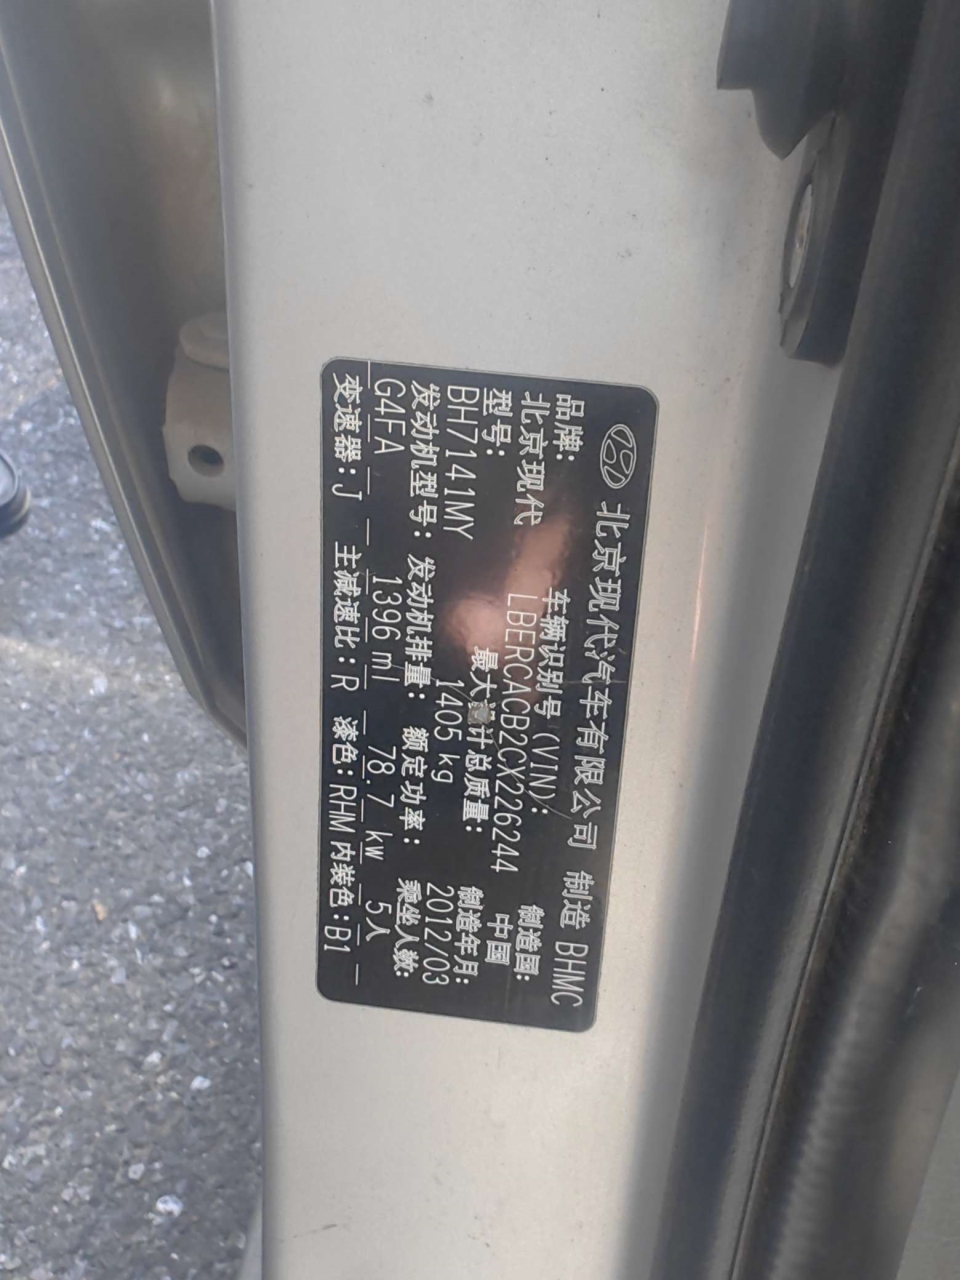 北京现代汽车有限公司 制造 BHMC
品牌: 车辆识别号(VIN): 制造国:
北京现代 LBERCACB2CX226244 中国
型号: 最大设计总质量: 制造年月:
BH7141MY 1405 kg 2012/03
发动机型号: 发动机排量: 额定功率: 乘坐人数:
G4FA 1396 ml 78.7 kw 5人
变速器:J 主减速比:R 漆色:RHM 内装色:B1